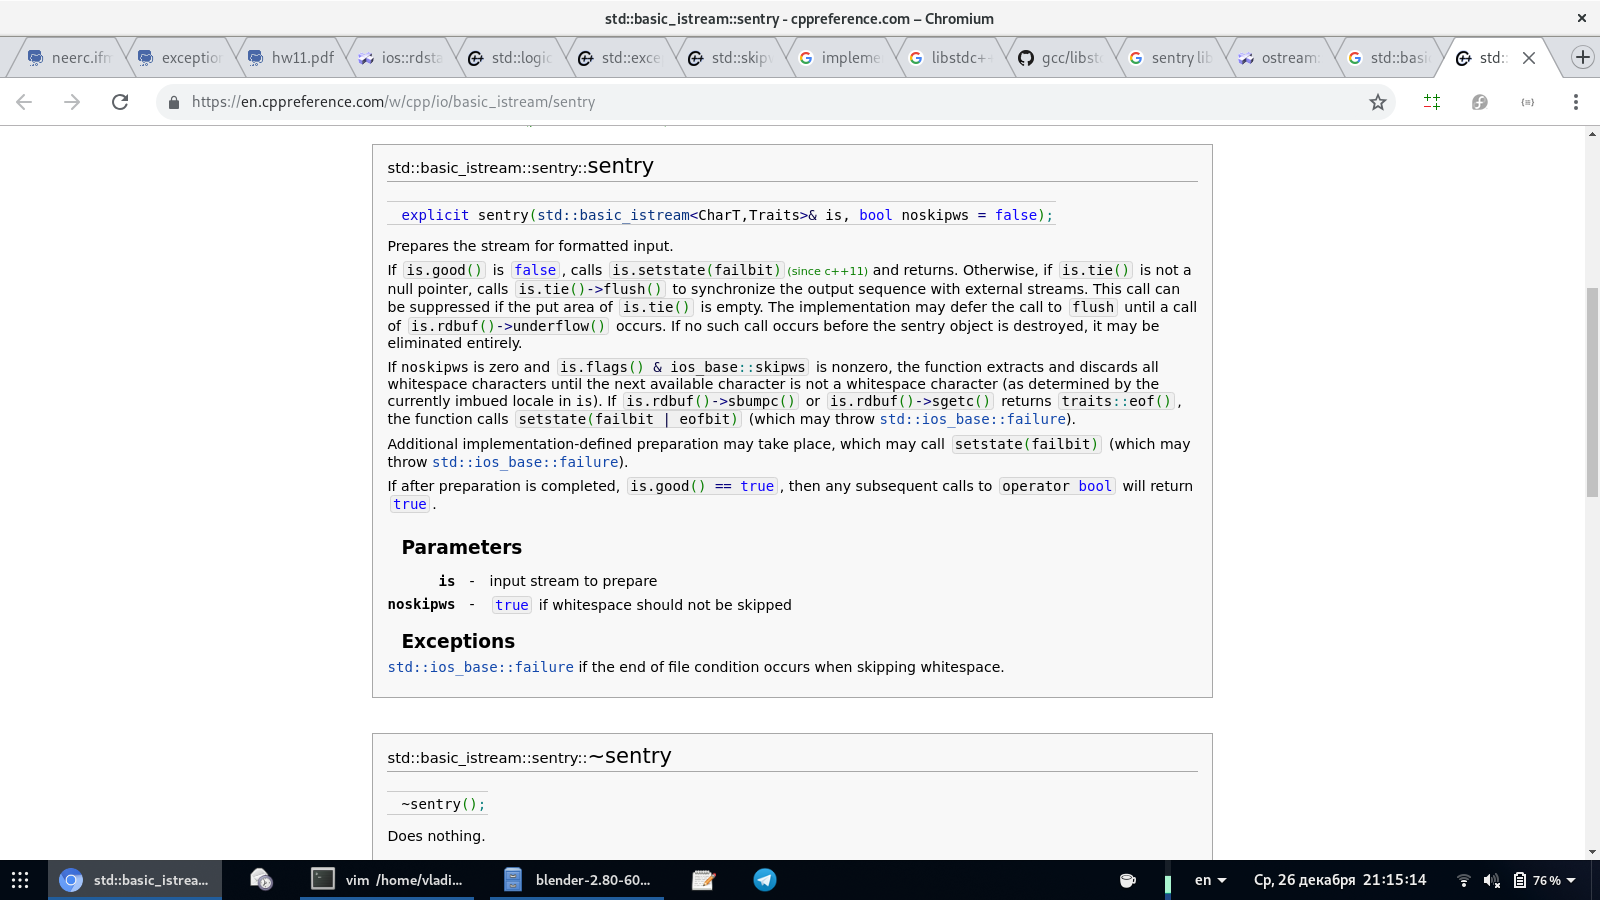 std::basic_istream::sentry - cppreference.com – Chromium
neerc.ifm
exception
hw11.pdf
ios::rdsta
std::logic
std::exce
std::skipw
impleme
libstdc++
gcc/libst
sentry lib
ostream:
std::basi
std:
https://en.cppreference.com/w/cpp/io/basic_istream/sentry
std::basic_istream::sentry::sentry
explicit sentry(std::basic_istream<CharT,Traits>& is, bool noskipws = false);
Prepares the stream for formatted input.
If is.good() is false, calls is.setstate(failbit)(since c++11) and returns. Otherwise, if is.tie() is not a
null pointer, calls is.tie()->flush() to synchronize the output sequence with external streams. This call can
be suppressed if the put area of is.tie() is empty. The implementation may defer the call to flush until a call
of is.rdbuf()->underflow() occurs. If no such call occurs before the sentry object is destroyed, it may be
eliminated entirely.
If noskipws is zero and is.flags() & ios_base::skipws is nonzero, the function extracts and discards all
whitespace characters until the next available character is not a whitespace character (as determined by the
currently imbued locale in is). If is.rdbuf()->sbumpc() or is.rdbuf()->sgetc() returns traits::eof(),
the function calls setstate(failbit | eofbit) (which may throw std::ios_base::failure).
Additional implementation-defined preparation may take place, which may call setstate(failbit) (which may
throw std::ios_base::failure).
If after preparation is completed, is.good() == true, then any subsequent calls to operator bool will return
true.
Parameters
is - input stream to prepare
noskipws - true if whitespace should not be skipped
Exceptions
std::ios_base::failure if the end of file condition occurs when skipping whitespace.
std::basic_istream::sentry::~sentry
~sentry();
Does nothing.
std::basic_istrea...
vim /home/vladi...
blender-2.80-60...
en
Ср, 26 декабря 21:15:14
76 %